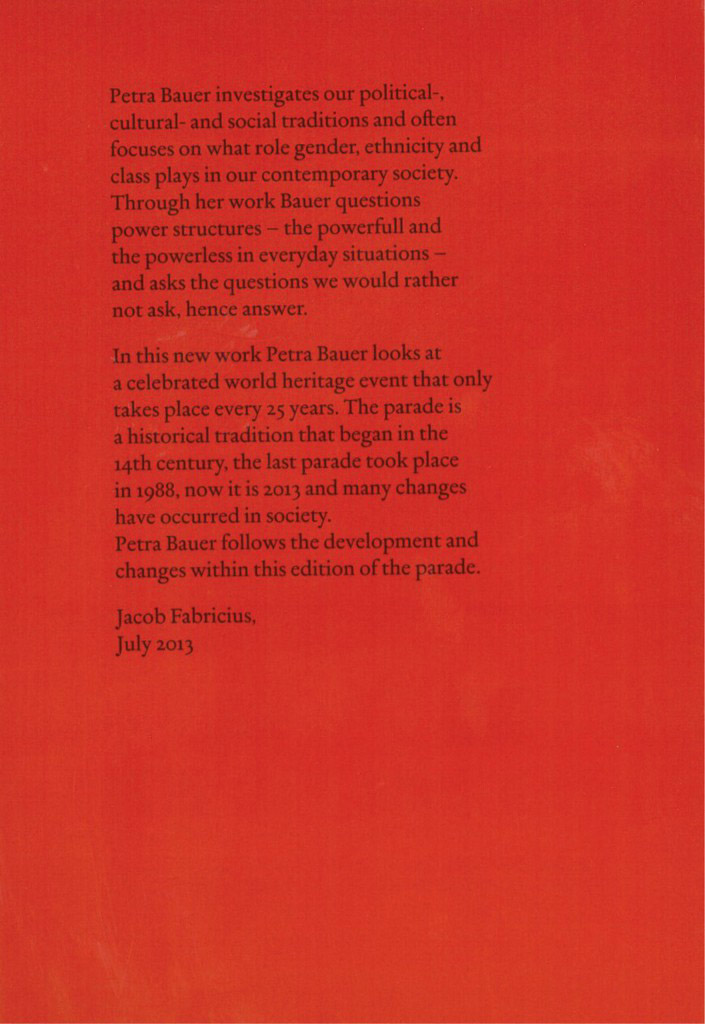 Petra Bauer investigates our political-,
cultural- and social traditions and often
focuses on what role gender, ethnicity and
class plays in our contemporary society.
Through her work Bauer questions
power structures – the powerfull and
the powerless in everyday situations –
and asks the questions we would rather
not ask, hence answer.
In this new work Petra Bauer looks at
a celebrated world heritage event that only
takes place every 25 years. The parade is
a historical tradition that began in the
14th century, the last parade took place
in 1988, now it is 2013 and many changes
have occurred in society.
Petra Bauer follows the development and
changes within this edition of the parade.
Jacob Fabricius,
July 2013